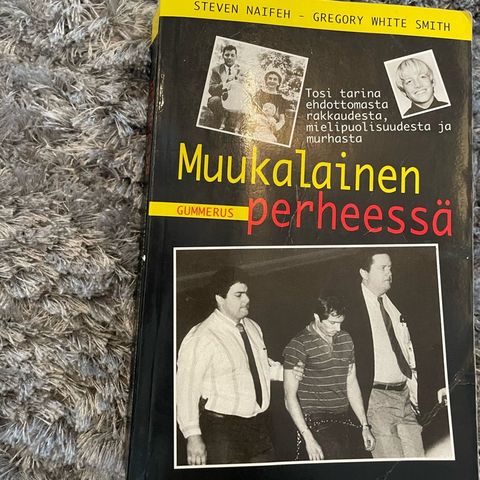 STEVEN NAIFEH – GREGORY WHITE SMITH
Tosi tarina
ehdottomasta
rakkaudesta,
mielipuolisuudesta ja
murhasta
Muukalainen
GUMMERUS
perheessä